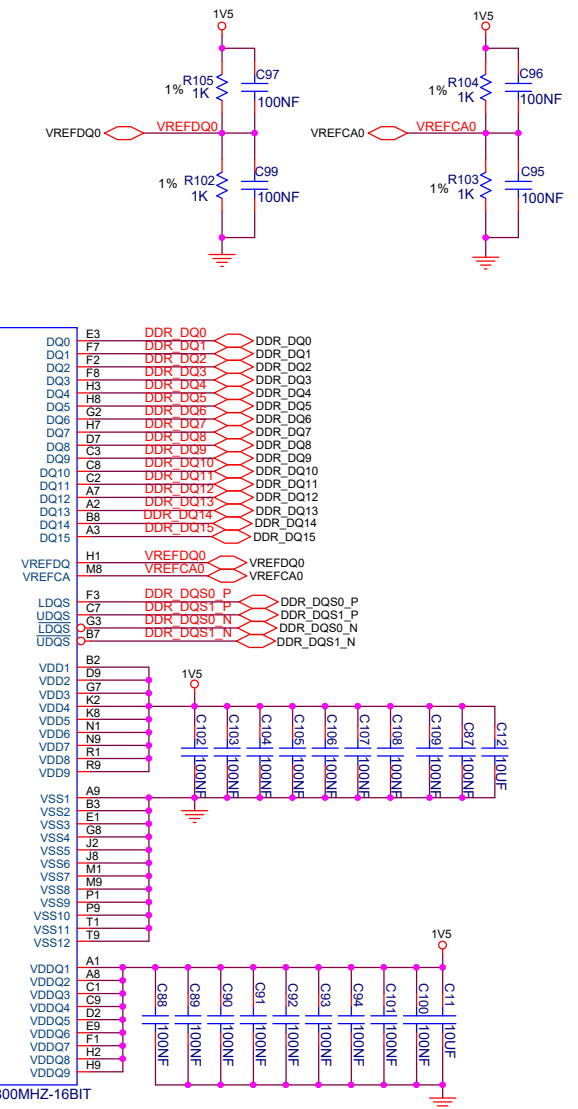 1V5
1V5
R105
1%
1K
C97
100NF
R104
1%
1K
C96
100NF
VREFDQ0
VREFDQ0
VREFCA0
VREFCA0
R102
1%
1K
C99
100NF
R103
1%
1K
C95
100NF
DQ0 E3 DDR_DQ0 DDR_DQ0
DQ1 F7 DDR_DQ1 DDR_DQ1
DQ2 F2 DDR_DQ2 DDR_DQ2
DQ3 F8 DDR_DQ3 DDR_DQ3
DQ4 H3 DDR_DQ4 DDR_DQ4
DQ5 H8 DDR_DQ5 DDR_DQ5
DQ6 G2 DDR_DQ6 DDR_DQ6
DQ7 H7 DDR_DQ7 DDR_DQ7
DQ8 D7 DDR_DQ8 DDR_DQ8
DQ9 C3 DDR_DQ9 DDR_DQ9
DQ10 C8 DDR_DQ10 DDR_DQ10
DQ11 C2 DDR_DQ11 DDR_DQ11
DQ12 A7 DDR_DQ12 DDR_DQ12
DQ13 A2 DDR_DQ13 DDR_DQ13
DQ14 B8 DDR_DQ14 DDR_DQ14
DQ15 A3 DDR_DQ15 DDR_DQ15
VREFDQ H1 VREFDQ0 VREFDQ0
VREFCA M8 VREFCA0 VREFCA0
LDQS F3 DDR_DQS0_P DDR_DQS0_P
UDQS C7 DDR_DQS1_P DDR_DQS1_P
LDQS G3 DDR_DQS0_N DDR_DQS0_N
UDQS B7 DDR_DQS1_N DDR_DQS1_N
VDD1 B2
VDD2 D9
VDD3 G7
VDD4 K2
VDD5 K8
VDD6 N1
VDD7 N9
VDD8 R1
VDD9 R9
1V5
C102 100NF
C103 100NF
C104 100NF
C105 100NF
C106 100NF
C107 100NF
C108 100NF
C109 100NF
C87 100NF
C12 10UF
VSS1 A9
VSS2 B3
VSS3 E1
VSS4 G8
VSS5 J2
VSS6 J8
VSS7 M1
VSS8 M9
VSS9 P1
VSS10 P9
VSS11 T1
VSS12 T9
1V5
VDDQ1 A1
VDDQ2 A8
VDDQ3 C1
VDDQ4 C9
VDDQ5 D2
VDDQ6 E9
VDDQ7 F1
VDDQ8 H2
VDDQ9 H9
C88 100NF
C89 100NF
C90 100NF
C91 100NF
C92 100NF
C93 100NF
C94 100NF
C101 100NF
C100 100NF
C11 10UF
00MHZ-16BIT